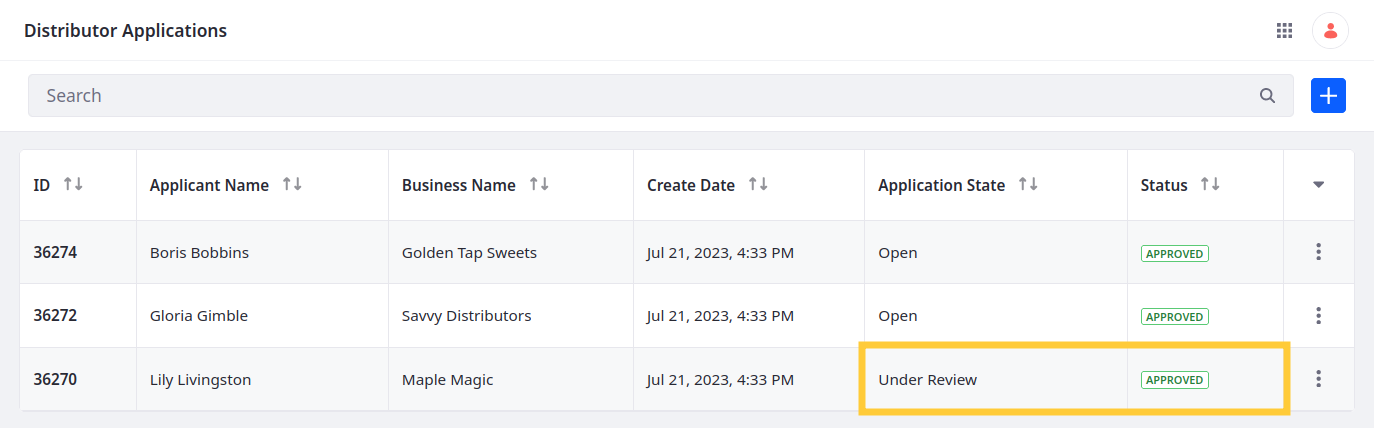 Distributor Applications
Search
ID Applicant Name Business Name Create Date Application State Status
36274 Boris Bobbins Golden Tap Sweets Jul 21, 2023, 4:33 PM Open APPROVED
36272 Gloria Gimble Savvy Distributors Jul 21, 2023, 4:33 PM Open APPROVED
36270 Lily Livingston Maple Magic Jul 21, 2023, 4:33 PM Under Review APPROVED